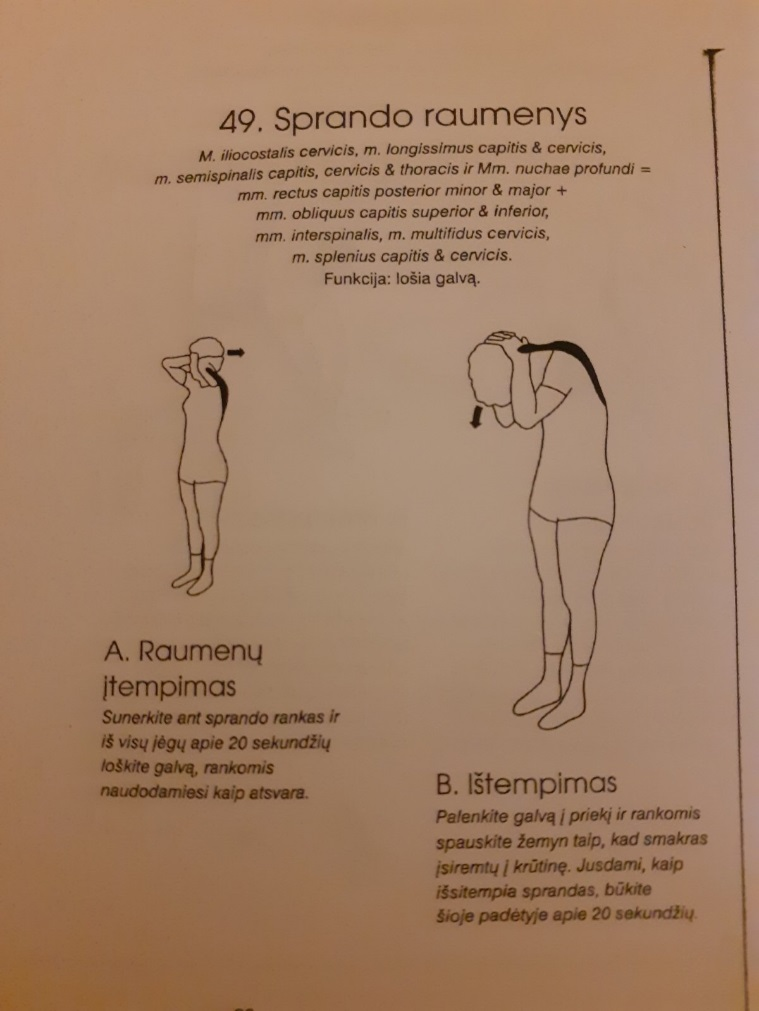 49. Sprando raumenys
M. iliocostalis cervicis, m. longissimus capitis & cervicis,
m. semispinalis capitis, cervicis & thoracis ir Mm. nuchae profundi =
mm. rectus capitis posterior minor & major +
mm. obliquus capitis superior & inferior,
mm. interspinalis, m. multifidus cervicis,
m. splenius capitis & cervicis.
Funkcija: lošia galvą.
A. Raumenų
įtempimas
Sunerkite ant sprando rankas ir
iš visų jėgų apie 20 sekundžių
loškite galvą, rankomis
naudodamiesi kaip atsvara.
B. Ištempimas
Palenkite galvą į priekį ir rankomis
spauskite žemyn taip, kad smakras
įsiremtų į krūtinę. Jusdami, kaip
išsitempia sprandas, būkite
šioje padėtyje apie 20 sekundžių.